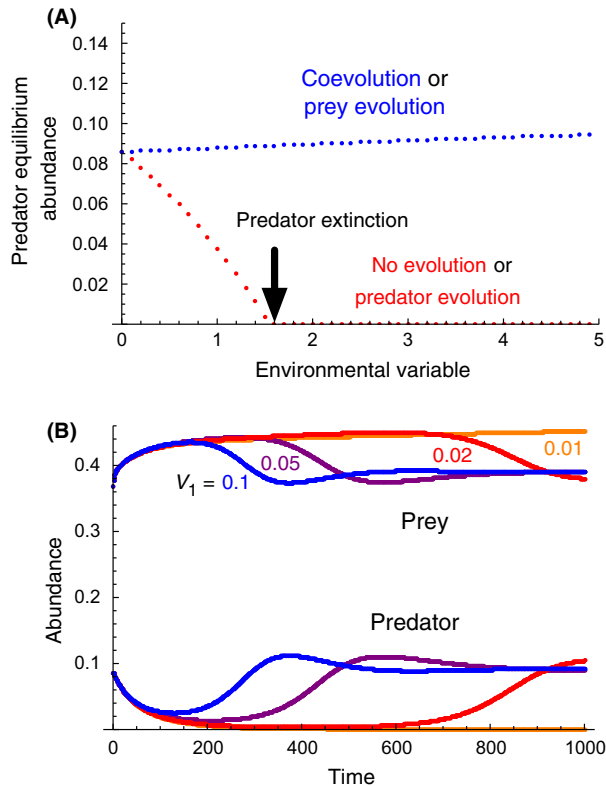 (A)
0.14
0.12
0.10
0.08
0.06
0.04
0.02
Predator equilibrium
abundance
Coevolution or
prey evolution
Predator extinction
No evolution or
predator evolution
0 1 2 3 4 5
Environmental variable
(B)
0.4
0.3
0.2
0.1
Abundance
0.01
0.02
0.05
V1 = 0.1
Prey
Predator
0 200 400 600 800 1000
Time